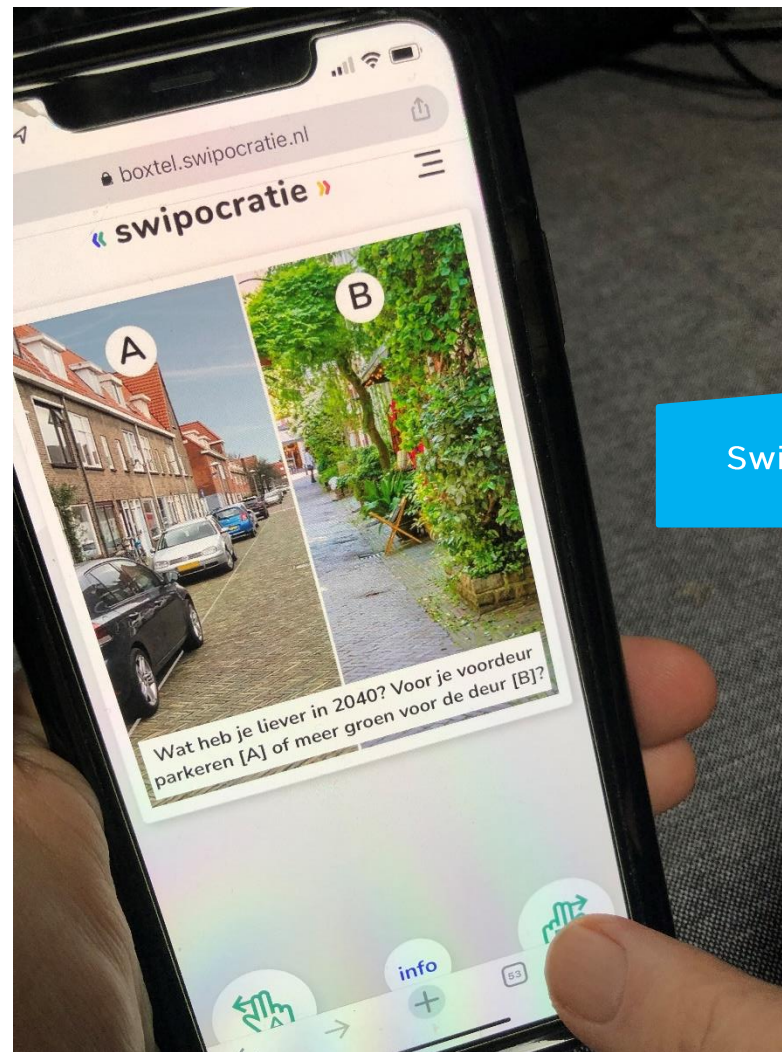 boxtel.swipocratie.nl
« swipocratie »
A
B
Wat heb je liever in 2040? Voor je voordeur
parkeren [A] of meer groen voor de deur [B]?
Swi
info
A
53